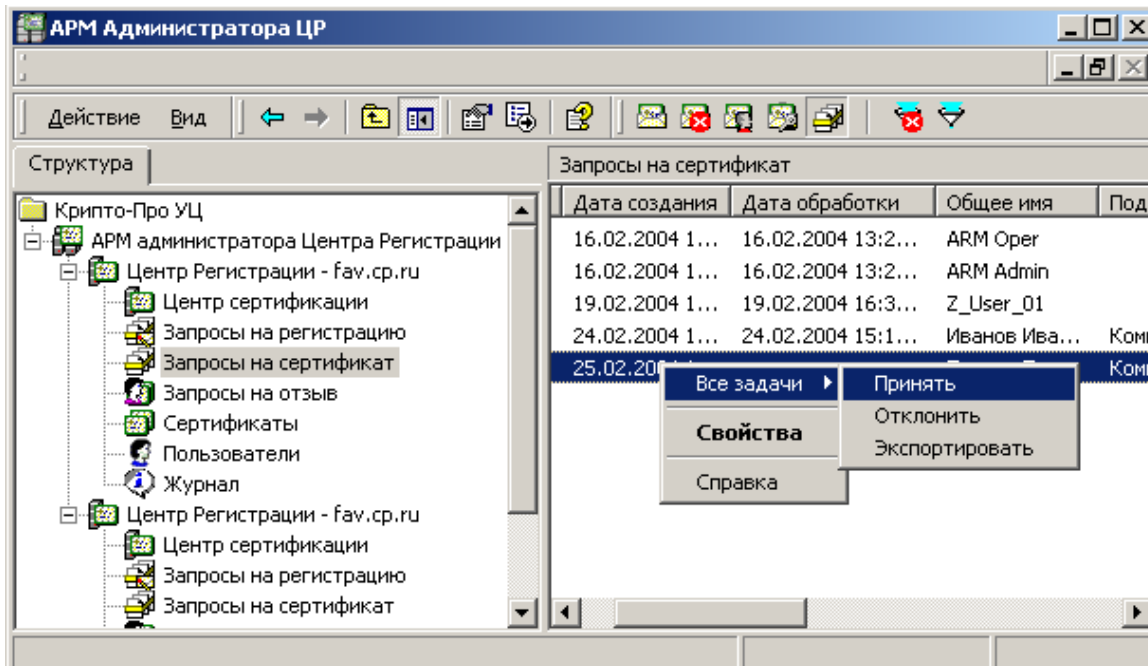 АРМ Администратора ЦР
Действие Вид
Структура
Запросы на сертификат
Крипто-Про УЦ
АРМ администратора Центра Регистрации
Центр Регистрации - fav.cp.ru
Центр сертификации
Запросы на регистрацию
Запросы на сертификат
Запросы на отзыв
Сертификаты
Пользователи
Журнал
Центр Регистрации - fav.cp.ru
Центр сертификации
Запросы на регистрацию
Запросы на сертификат
Дата создания Дата обработки Общее имя Под
16.02.2004 1... 16.02.2004 13:2... ARM Oper
16.02.2004 1... 16.02.2004 13:2... ARM Admin
19.02.2004 1... 19.02.2004 16:3... Z_User_01
24.02.2004 1... 24.02.2004 15:1... Иванов Ива... Ком
25.02.200 Ком
Все задачи Принять
Отклонить
Свойства
Экспортировать
Справка